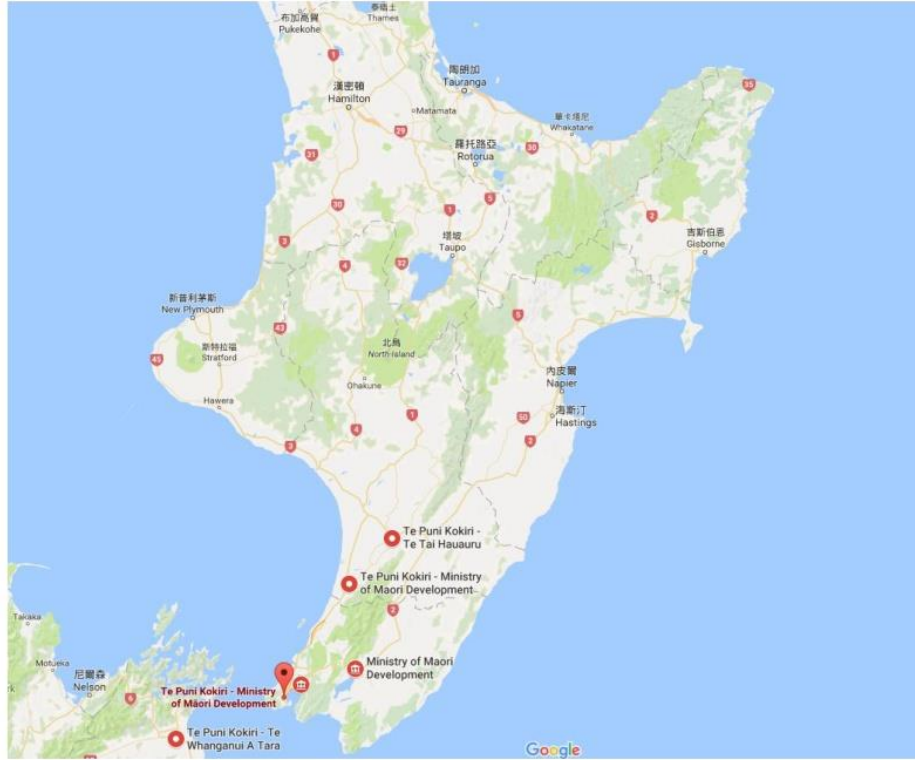 布加高賀
Pukekohe
泰晤士
Thames
1
漢密頓
Hamilton
陶朗加
Tauranga
Matamata
29
華卡塔尼
Whakatane
35
羅托路亞
Rotorua
30
31
30
1
5
2
3
塔坡
Taupo
吉斯伯恩
Gisborne
4
32
新普利茅斯
New Plymouth
43
5
斯特拉福
Stratford
北島
North Island
45
Ohakune
內皮爾
Napier
Hawera
1
50
海斯汀
Hastings
4
3
2
Te Puni Kokiri -
Te Tai Hauauru
Te Puni Kokiri - Ministry
of Maori Development
2
Takaka
Motueka
rk
尼爾森
Nelson
6
Ministry of Maori
Development
Te Puni Kokiri - Ministry
of Māori Development
Te Puni Kokiri - Te
Whanganui A Tara
Google